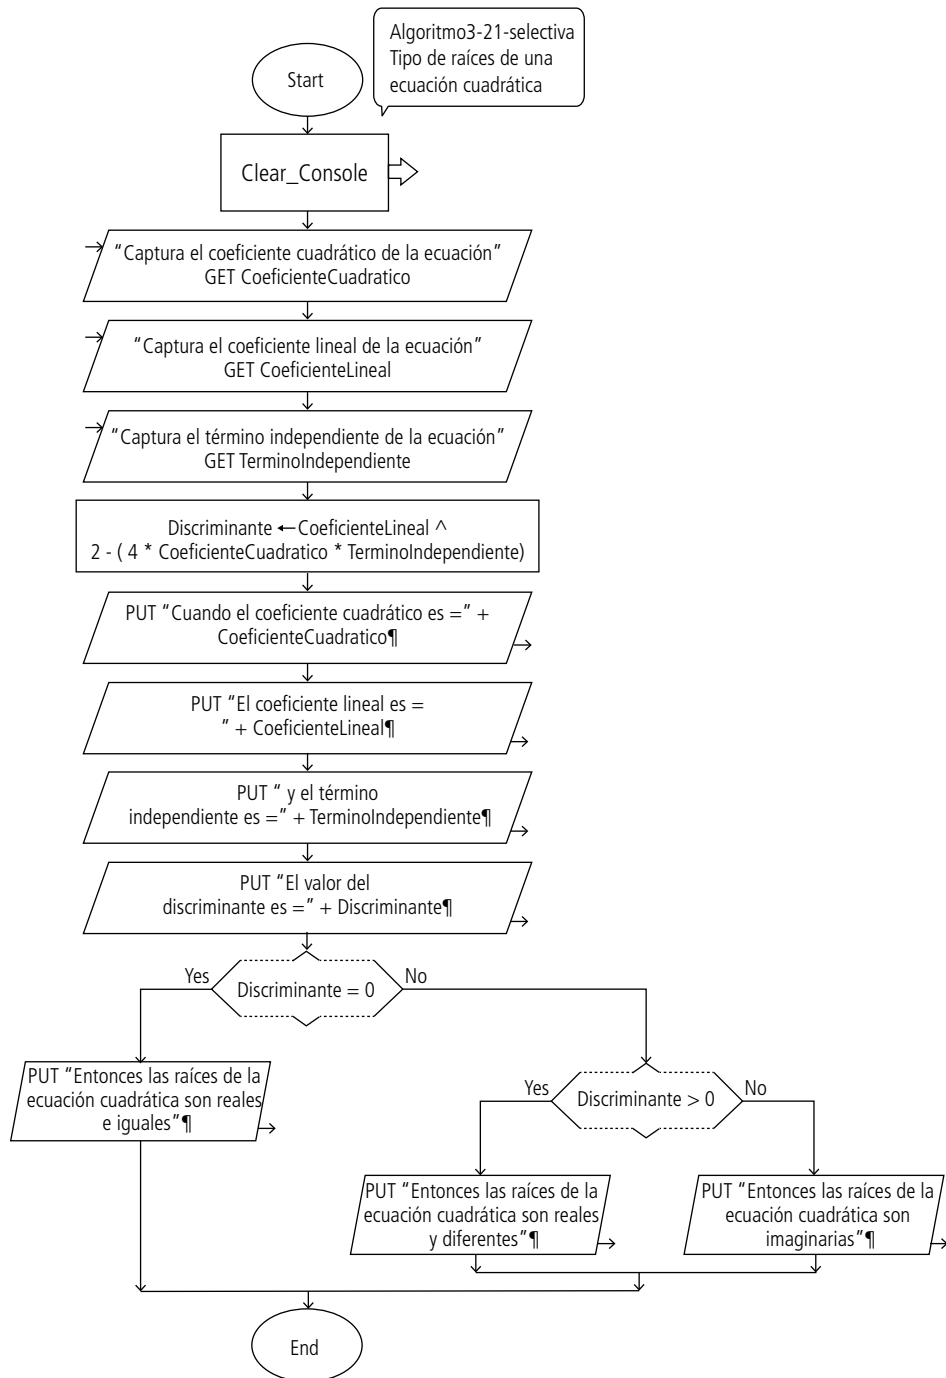 Algoritmo3-21-selectiva
Tipo de raíces de una
ecuación cuadrática
Start
Clear_Console
“Captura el coeficiente cuadrático de la ecuación”
GET CoeficienteCuadratico
“Captura el coeficiente lineal de la ecuación”
GET CoeficienteLineal
“Captura el término independiente de la ecuación”
GET TerminoIndependiente
Discriminante ← CoeficienteLineal ^
2 - ( 4 * CoeficienteCuadratico * TerminoIndependiente)
PUT “Cuando el coeficiente cuadrático es =” +
CoeficienteCuadratico¶
PUT “El coeficiente lineal es =
” + CoeficienteLineal¶
PUT “ y el término
independiente es =” + TerminoIndependiente¶
PUT “El valor del
discriminante es =” + Discriminante¶
Yes
Discriminante = 0
No
PUT “Entonces las raíces de la
ecuación cuadrática son reales
e iguales”¶
Yes
Discriminante > 0
No
PUT “Entonces las raíces de la
ecuación cuadrática son reales
y diferentes”¶
PUT “Entonces las raíces de la
ecuación cuadrática son
imaginarias”¶
End